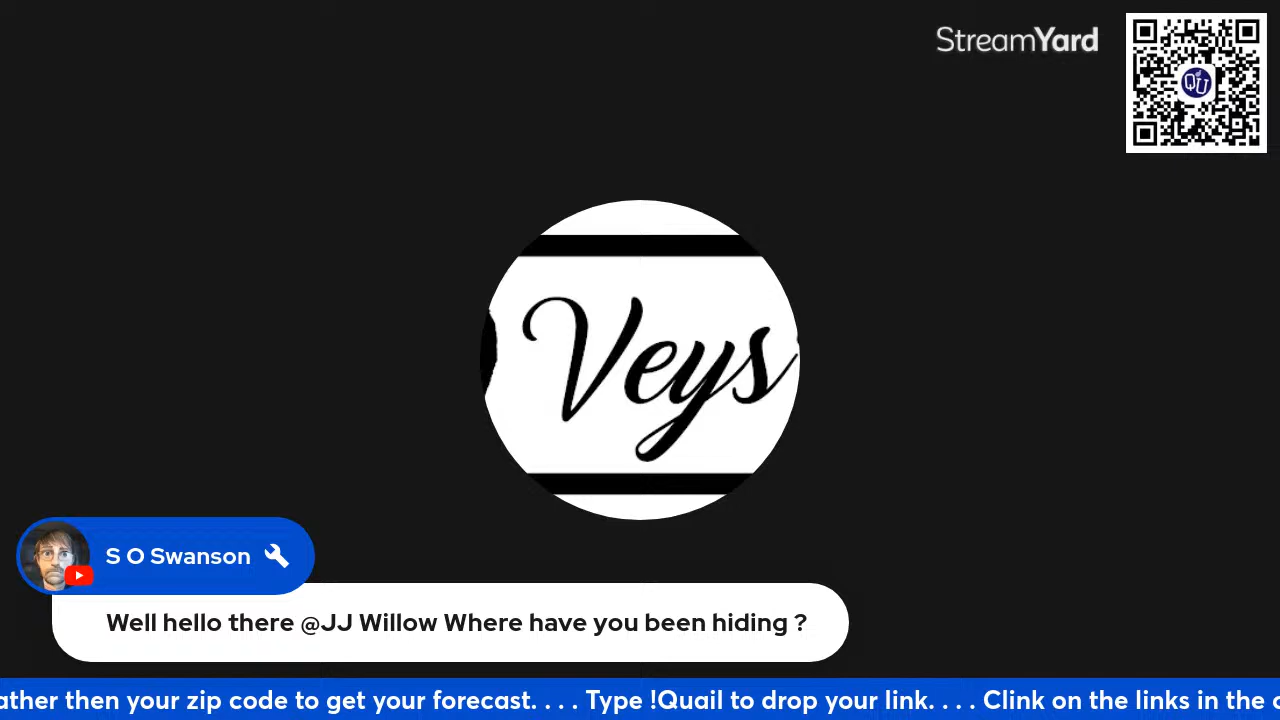 StreamYard
QU
Veys
S O Swanson
Well hello there @JJ Willow Where have you been hiding ?
then your zip code to get your forecast. . . . Type !Quail to drop your link. . . . Clink on the links in the